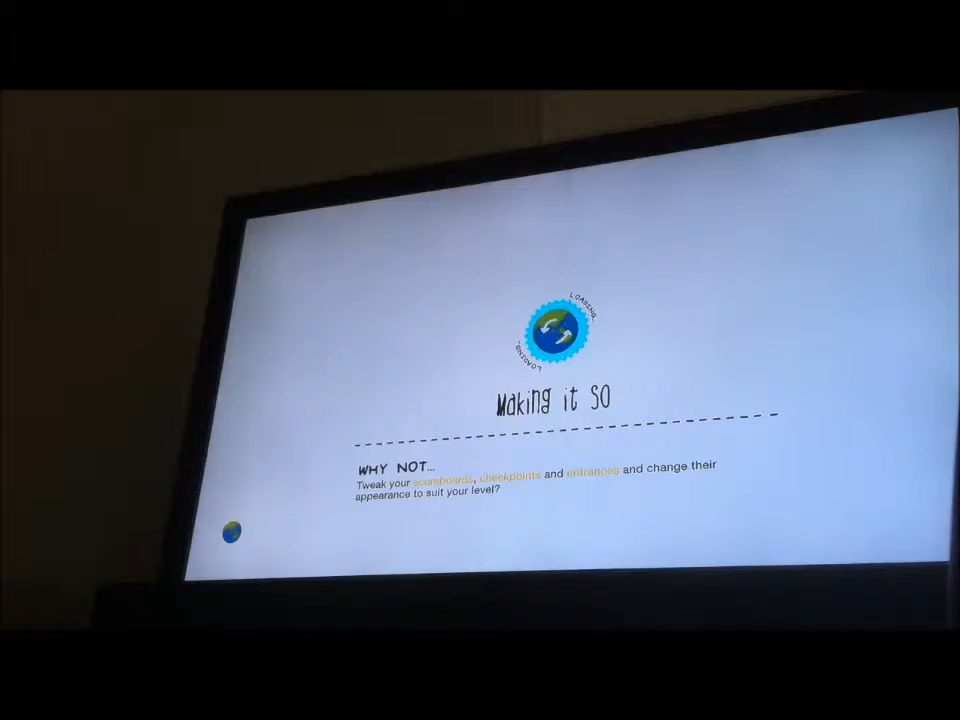 LOADING.
LOADING.
Making it so
WHY NOT...
Tweak your scoreboards, checkpoints and entrances and change their
appearance to suit your level?